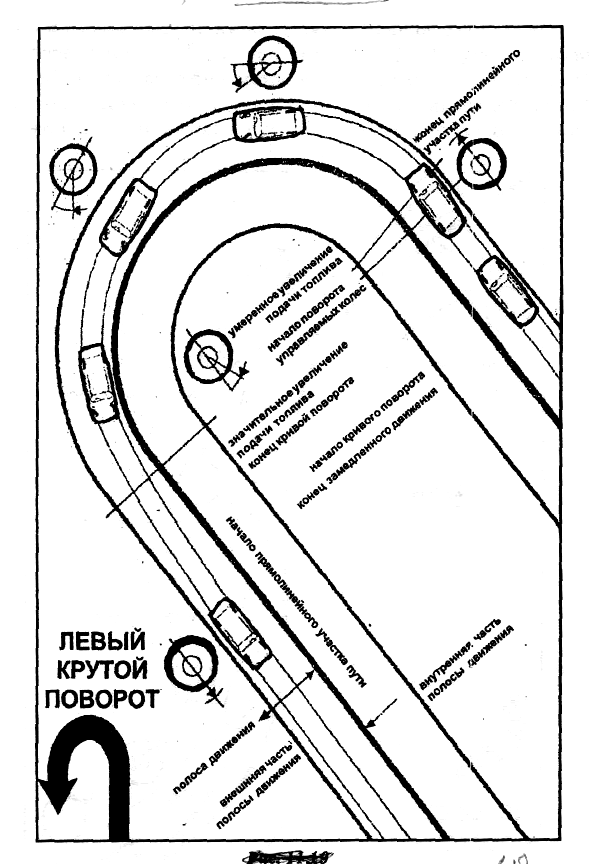 конец прямолинейного
участка пути
умеренное увеличение
подачи топлива
начало поворота
управляемых колес
значительное увеличение
подачи топлива
конец кривой поворота
начало кривого поворота
конец замедленного движения
начало прямолинейного участка пути
внутренняя часть
полосы движения
ЛЕВЫЙ
КРУТОЙ
ПОВОРОТ
полоса движения
внешняя часть
полосы движения